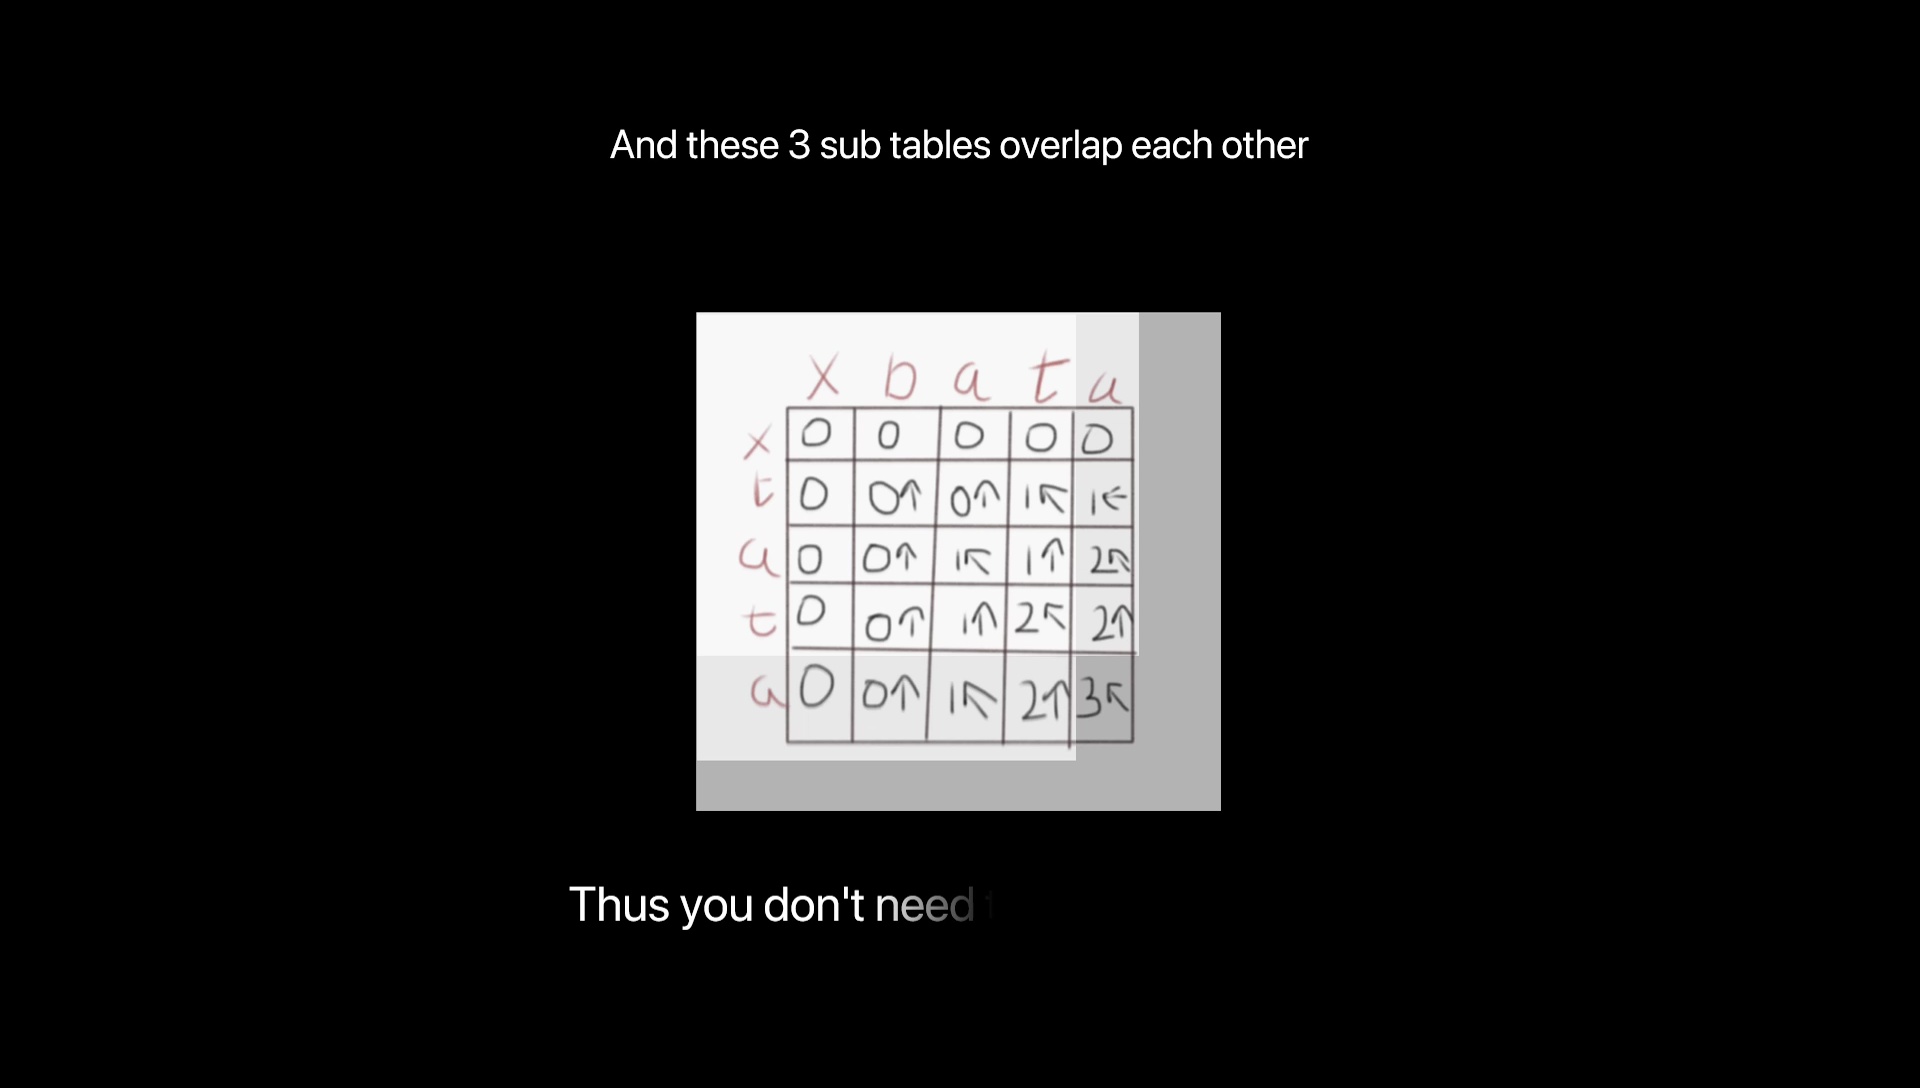 And these 3 sub tables overlap each other
x b a t a
x 0 0 0 0 0
t 0 0↑ 0↑ 1↖ 1←
a 0 0↑ 1↖ 1↑ 2↖
t 0 0↑ 1↑ 2↖ 2↑
a 0 0↑ 1↖ 2↑ 3↖
Thus you don't need